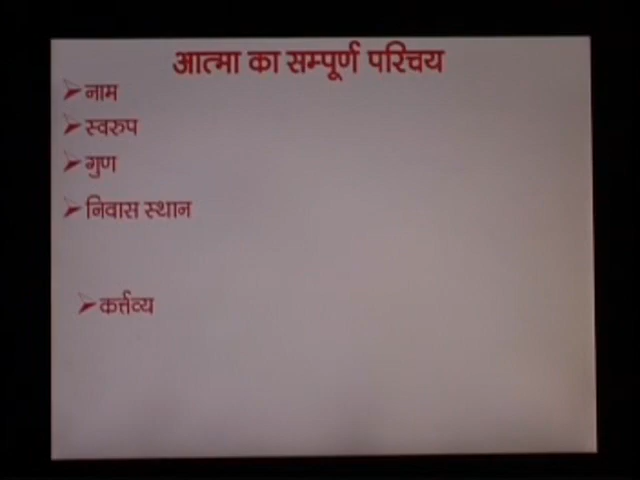 आत्मा का सम्पूर्ण परिचय
नाम
स्वरुप
गुण
निवास स्थान
कर्त्तव्य